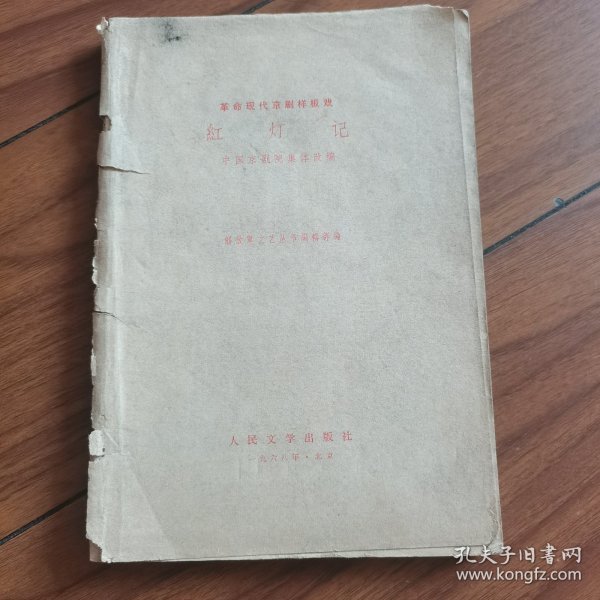 革命现代京剧样板戏
红灯记
中国京剧团集体改编
人民文学出版社
一九六八年·北京
孔夫子旧书网
www.kongfz.com